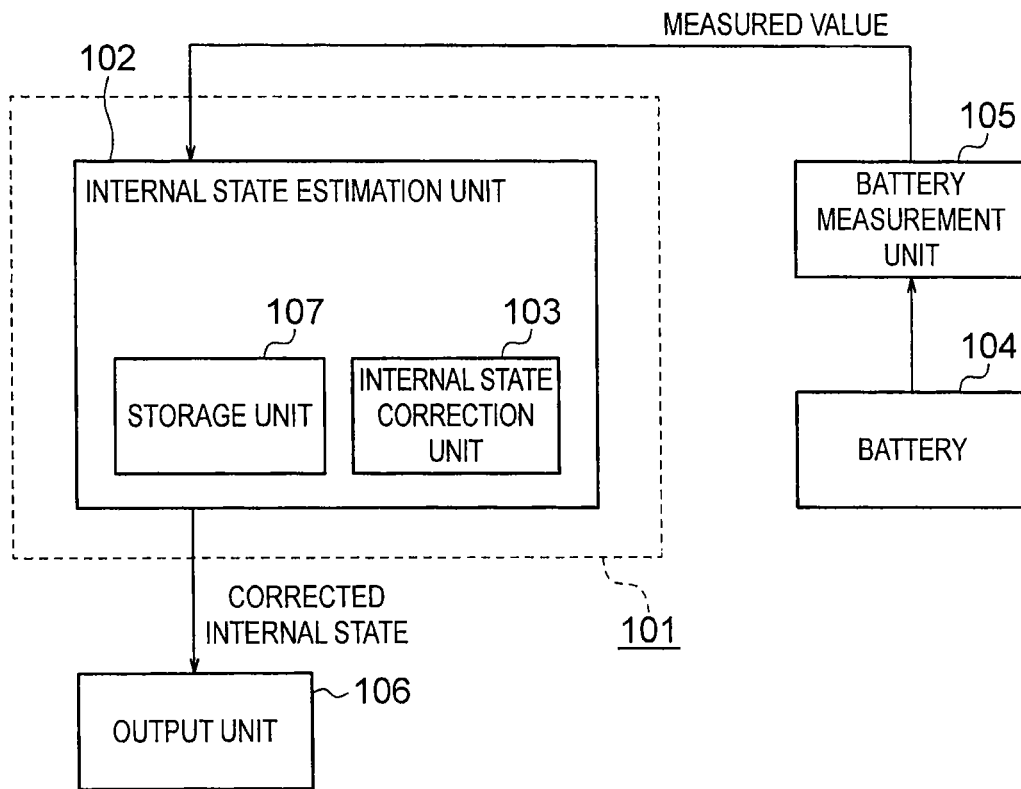 MEASURED VALUE
102
105
INTERNAL STATE ESTIMATION UNIT
BATTERY
MEASUREMENT
UNIT
107
103
104
STORAGE UNIT
INTERNAL STATE
CORRECTION
UNIT
BATTERY
CORRECTED
INTERNAL STATE
101
106
OUTPUT UNIT